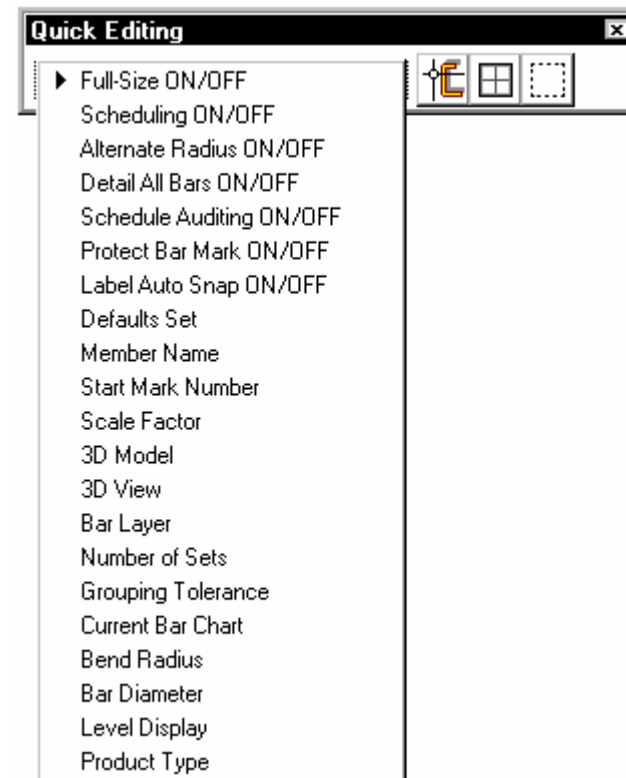 Quick Editing
Full-Size ON/OFF
Scheduling ON/OFF
Alternate Radius ON/OFF
Detail All Bars ON/OFF
Schedule Auditing ON/OFF
Protect Bar Mark ON/OFF
Label Auto Snap ON/OFF
Defaults Set
Member Name
Start Mark Number
Scale Factor
3D Model
3D View
Bar Layer
Number of Sets
Grouping Tolerance
Current Bar Chart
Bend Radius
Bar Diameter
Level Display
Product Type